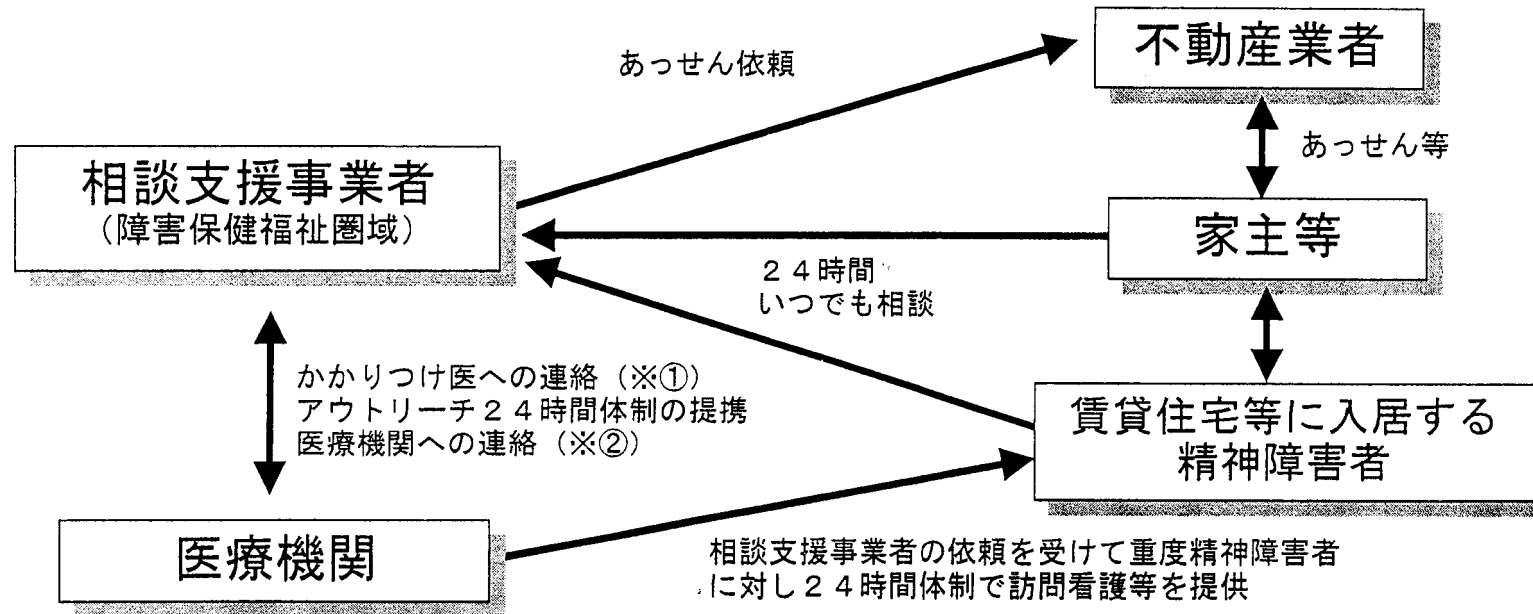 あっせん依頼
不動産業者
あっせん等
相談支援事業者
（障害保健福祉圏域）
家主等
２４時間
いつでも相談
かかりつけ医への連絡（※①）
アウトリーチ２４時間体制の提携
医療機関への連絡（※②）
賃貸住宅等に入居する
精神障害者
医療機関
相談支援事業者の依頼を受けて重度精神障害者
に対し２４時間体制で訪問看護等を提供